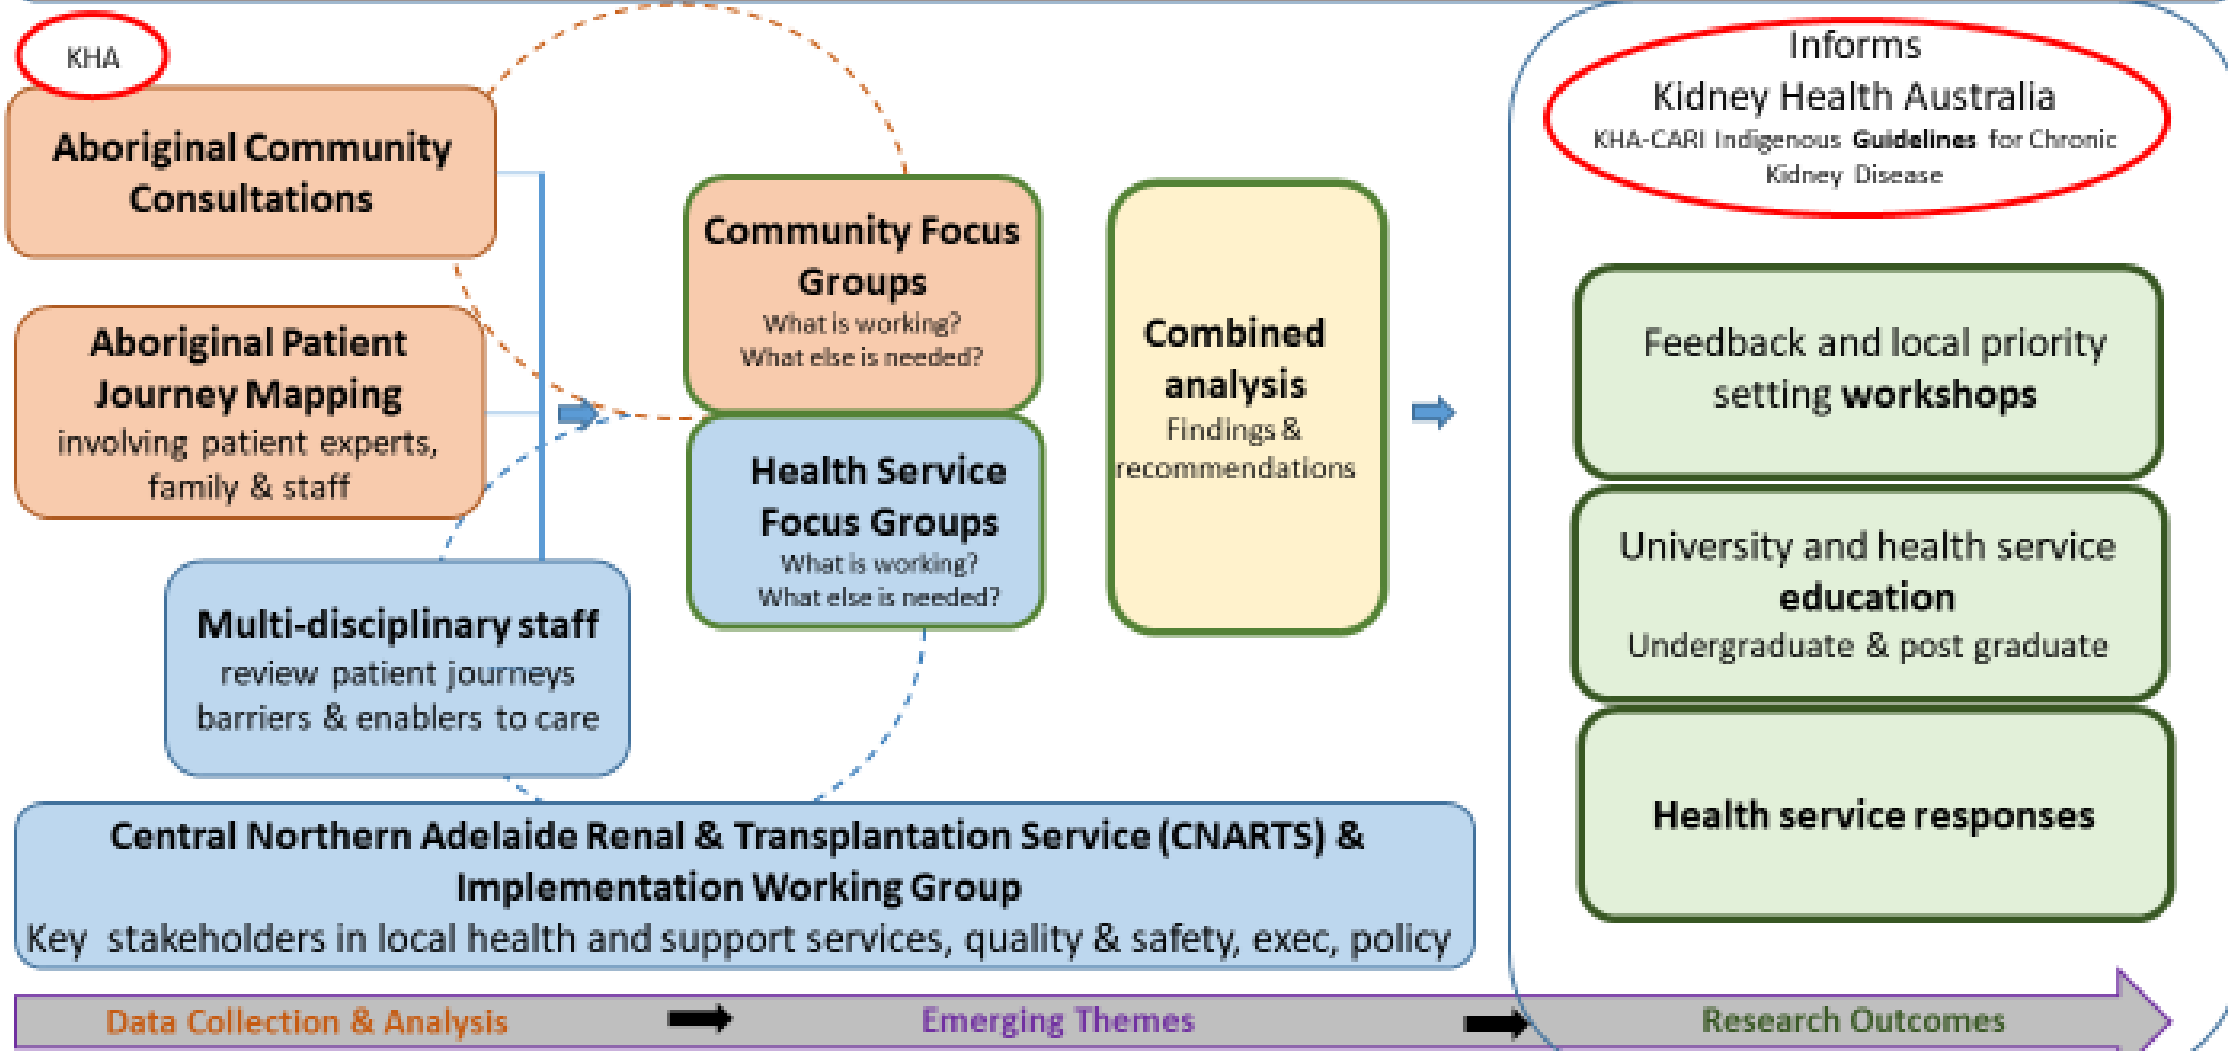 KHA
Aboriginal Community
Consultations
Aboriginal Patient
Journey Mapping
involving patient experts,
family & staff
Multi-disciplinary staff
review patient journeys
barriers & enablers to care
Community Focus
Groups
What is working?
What else is needed?
Health Service
Focus Groups
What is working?
What else is needed?
Combined
analysis
Findings &
recommendations
Informs
Kidney Health Australia
KHA-CARI Indigenous Guidelines for Chronic
Kidney Disease
Feedback and local priority
setting workshops
University and health service
education
Undergraduate & post graduate
Health service responses
Central Northern Adelaide Renal & Transplantation Service (CNARTS) &
Implementation Working Group
Key stakeholders in local health and support services, quality & safety, exec, policy
Data Collection & Analysis
Emerging Themes
Research Outcomes